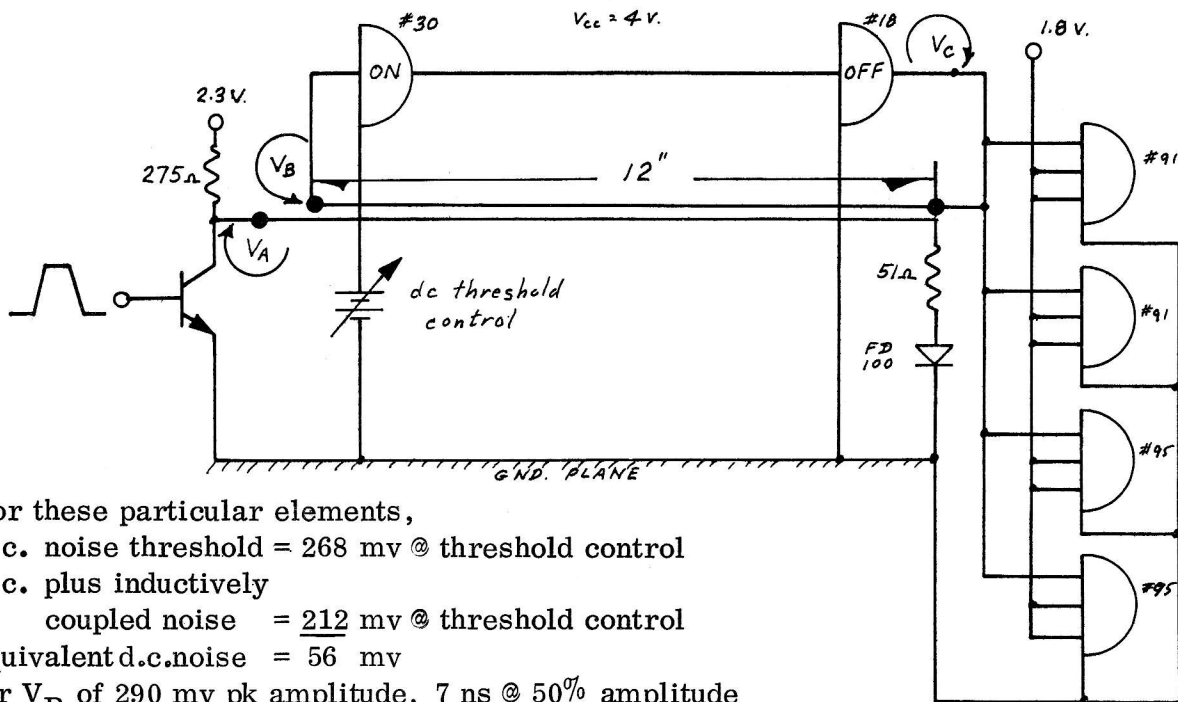 #30
Vcc = 4 v.
#18
1.8 V.
VC
ON
OFF
2.3 V.
#91
275Ω
VB
12"
VA
51Ω
dc threshold
control
#91
FD
100
#95
GND. PLANE
or these particular elements,
c. noise threshold = 268 mv @ threshold control
c. plus inductively
coupled noise = 212 mv @ threshold control
quivalent d.c. noise = 56 mv
#95
r VB of 290 mv pk amplitude, 7 ns @ 50% amplitude